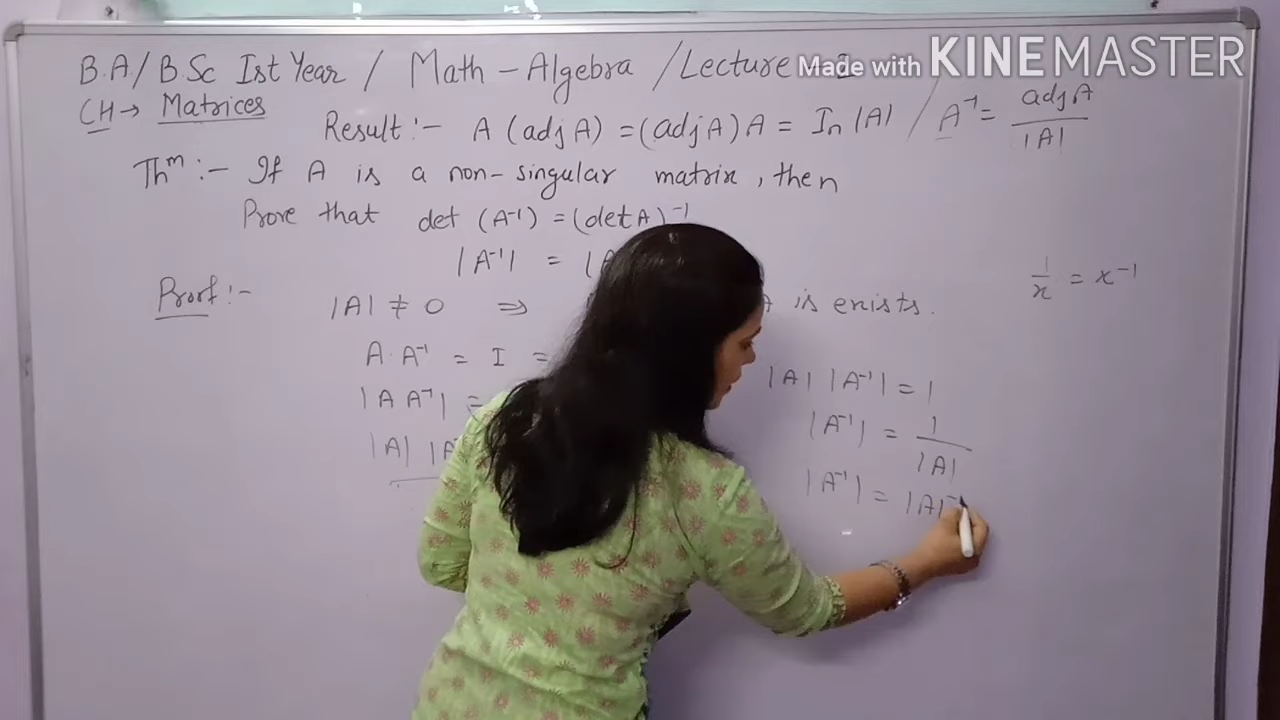 B.A/B.Sc Ist Year / Math-Algebra /Lecture
Made with KINEMASTER
CH→ Matrices
Result:- A (adj A) = (adj A) A = In |A| / A⁻¹ = adj A / |A|
Thm:- If A is a non-singular matrix, then
Prove that det (A⁻¹) = (det A)⁻¹
|A⁻¹| = |A
1/x = x⁻¹
Proof:- |A| ≠ 0 ⇒ A is exists.
A·A⁻¹ = I =
|A A⁻¹| =
|A| |A⁻¹
|A| |A⁻¹| = 1
|A⁻¹| = 1/|A|
|A⁻¹| = |A|⁻¹